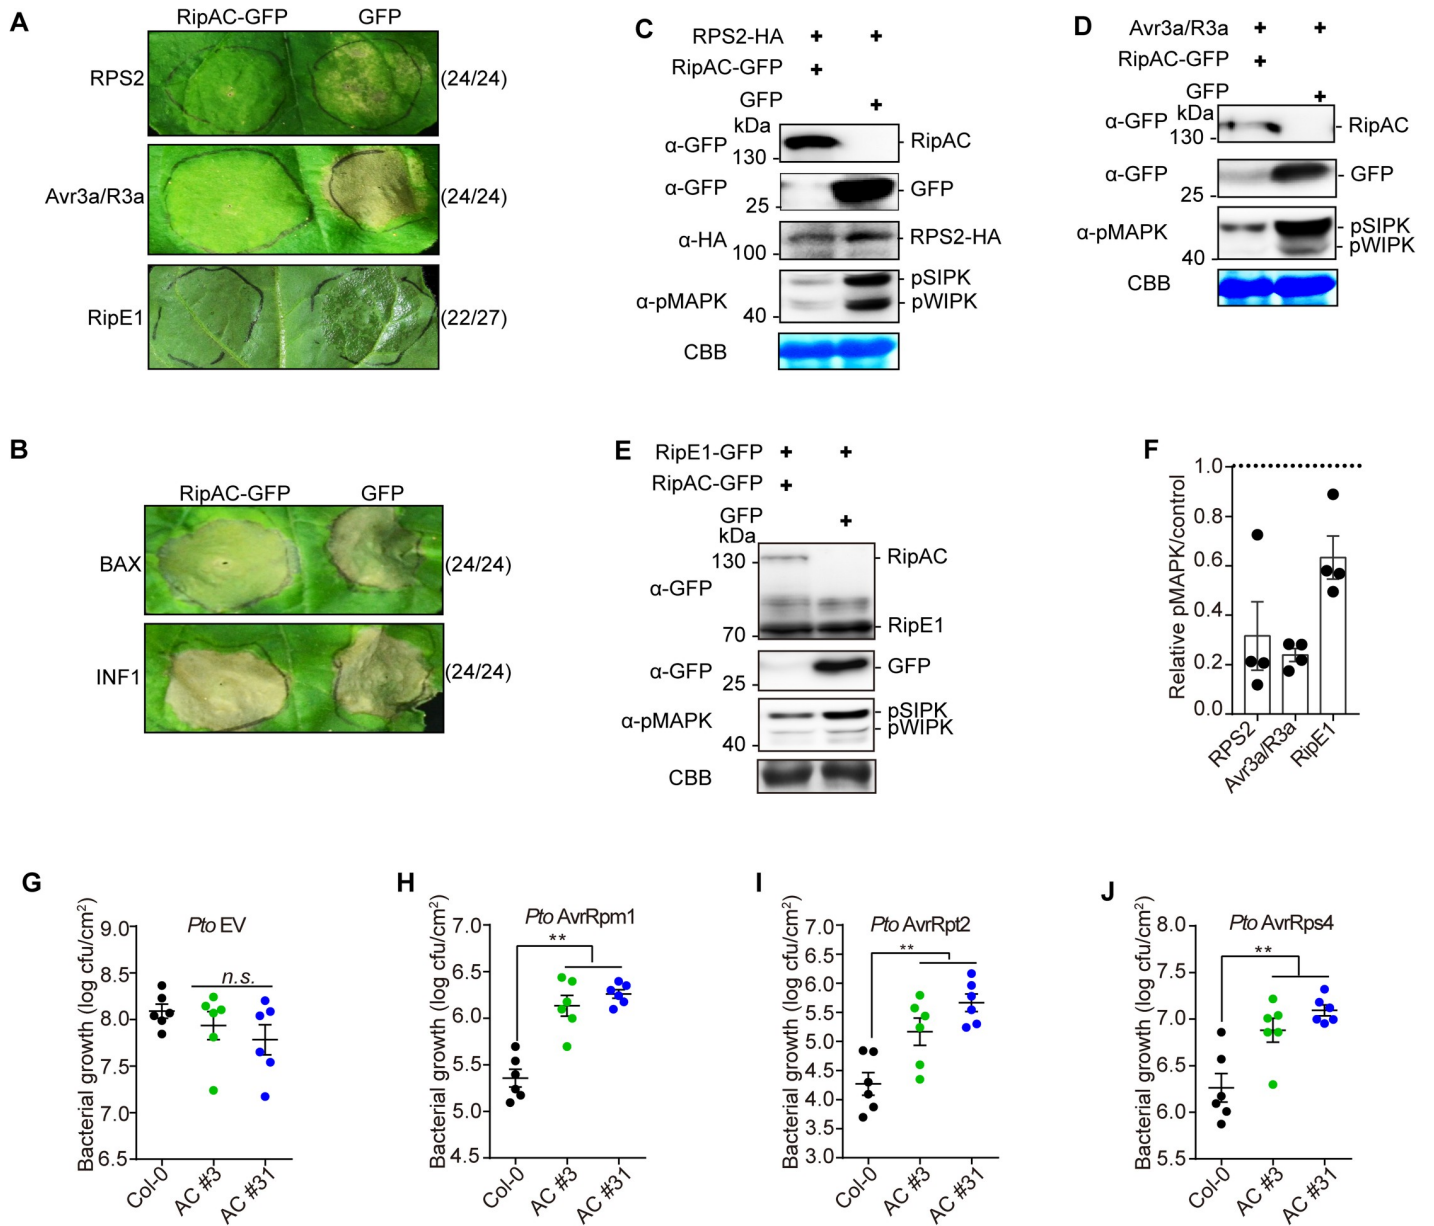 A
RipAC-GFP GFP
RPS2 (24/24)
Avr3a/R3a (24/24)
RipE1 (22/27)
B
RipAC-GFP GFP
BAX (24/24)
INF1 (24/24)
C
RPS2-HA + +
RipAC-GFP +
GFP +
kDa
α-GFP 130 RipAC
α-GFP 25 GFP
α-HA 100 RPS2-HA
α-pMAPK 40 pSIPK
pWIPK
CBB
D
Avr3a/R3a + +
RipAC-GFP +
GFP +
kDa
α-GFP 130 RipAC
α-GFP 25 GFP
α-pMAPK 40 pSIPK
pWIPK
CBB
E
RipE1-GFP + +
RipAC-GFP +
GFP +
kDa
130 RipAC
α-GFP
70 RipE1
α-GFP 25 GFP
α-pMAPK 40 pSIPK
pWIPK
CBB
F
Relative pMAPK/control
1.0
0.8
0.6
0.4
0.2
0.0
RPS2
Avr3a/R3a
RipE1
G
Pto EV
Bacterial growth (log cfu/cm²)
9.0
8.5
8.0
7.5
7.0
6.5
n.s.
Col-0
AC #3
AC #31
H
Pto AvrRpm1
Bacterial growth (log cfu/cm²)
7.0
6.5
6.0
5.5
5.0
4.5
**
Col-0
AC #3
AC #31
I
Pto AvrRpt2
Bacterial growth (log cfu/cm²)
7.0
6.5
6.0
5.5
5.0
4.5
4.0
3.5
3.0
**
Col-0
AC #3
AC #31
J
Pto AvrRps4
Bacterial growth (log cfu/cm²)
8.0
7.5
7.0
6.5
6.0
5.5
**
Col-0
AC #3
AC #31